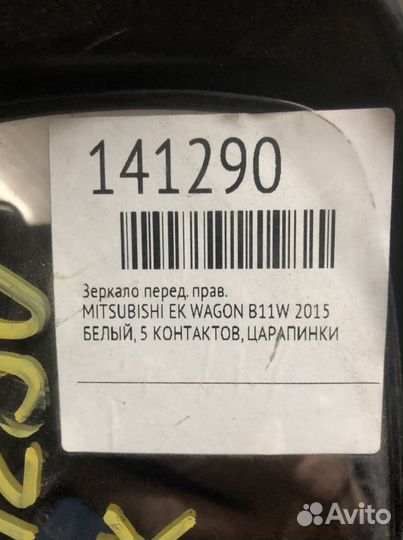 141290
Зеркало перед. прав.
MITSUBISHI EK WAGON B11W 2015
БЕЛЫЙ, 5 КОНТАКТОВ, ЦАРАПИНКИ
Avito